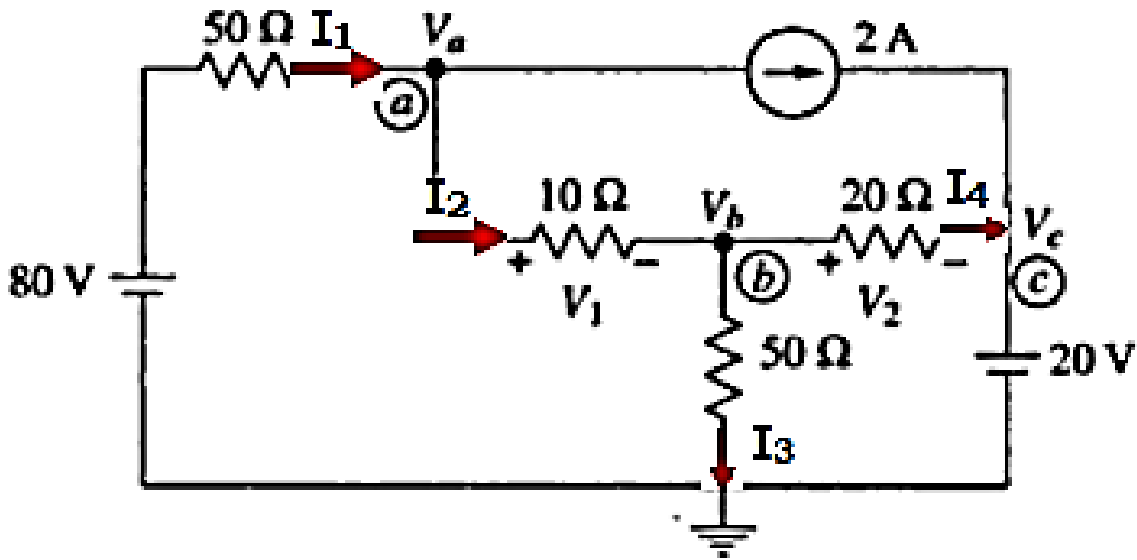 50 Ω I1 Va 2 A
a
I2 10 Ω Vb 20 Ω I4 Vc
+ − b + − c
80 V V1 V2
50 Ω 20 V
I3